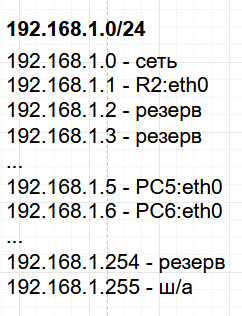 192.168.1.0/24
192.168.1.0 - сеть
192.168.1.1 - R2:eth0
192.168.1.2 - резерв
192.168.1.3 - резерв
...
192.168.1.5 - PC5:eth0
192.168.1.6 - PC6:eth0
...
192.168.1.254 - резерв
192.168.1.255 - ш/а